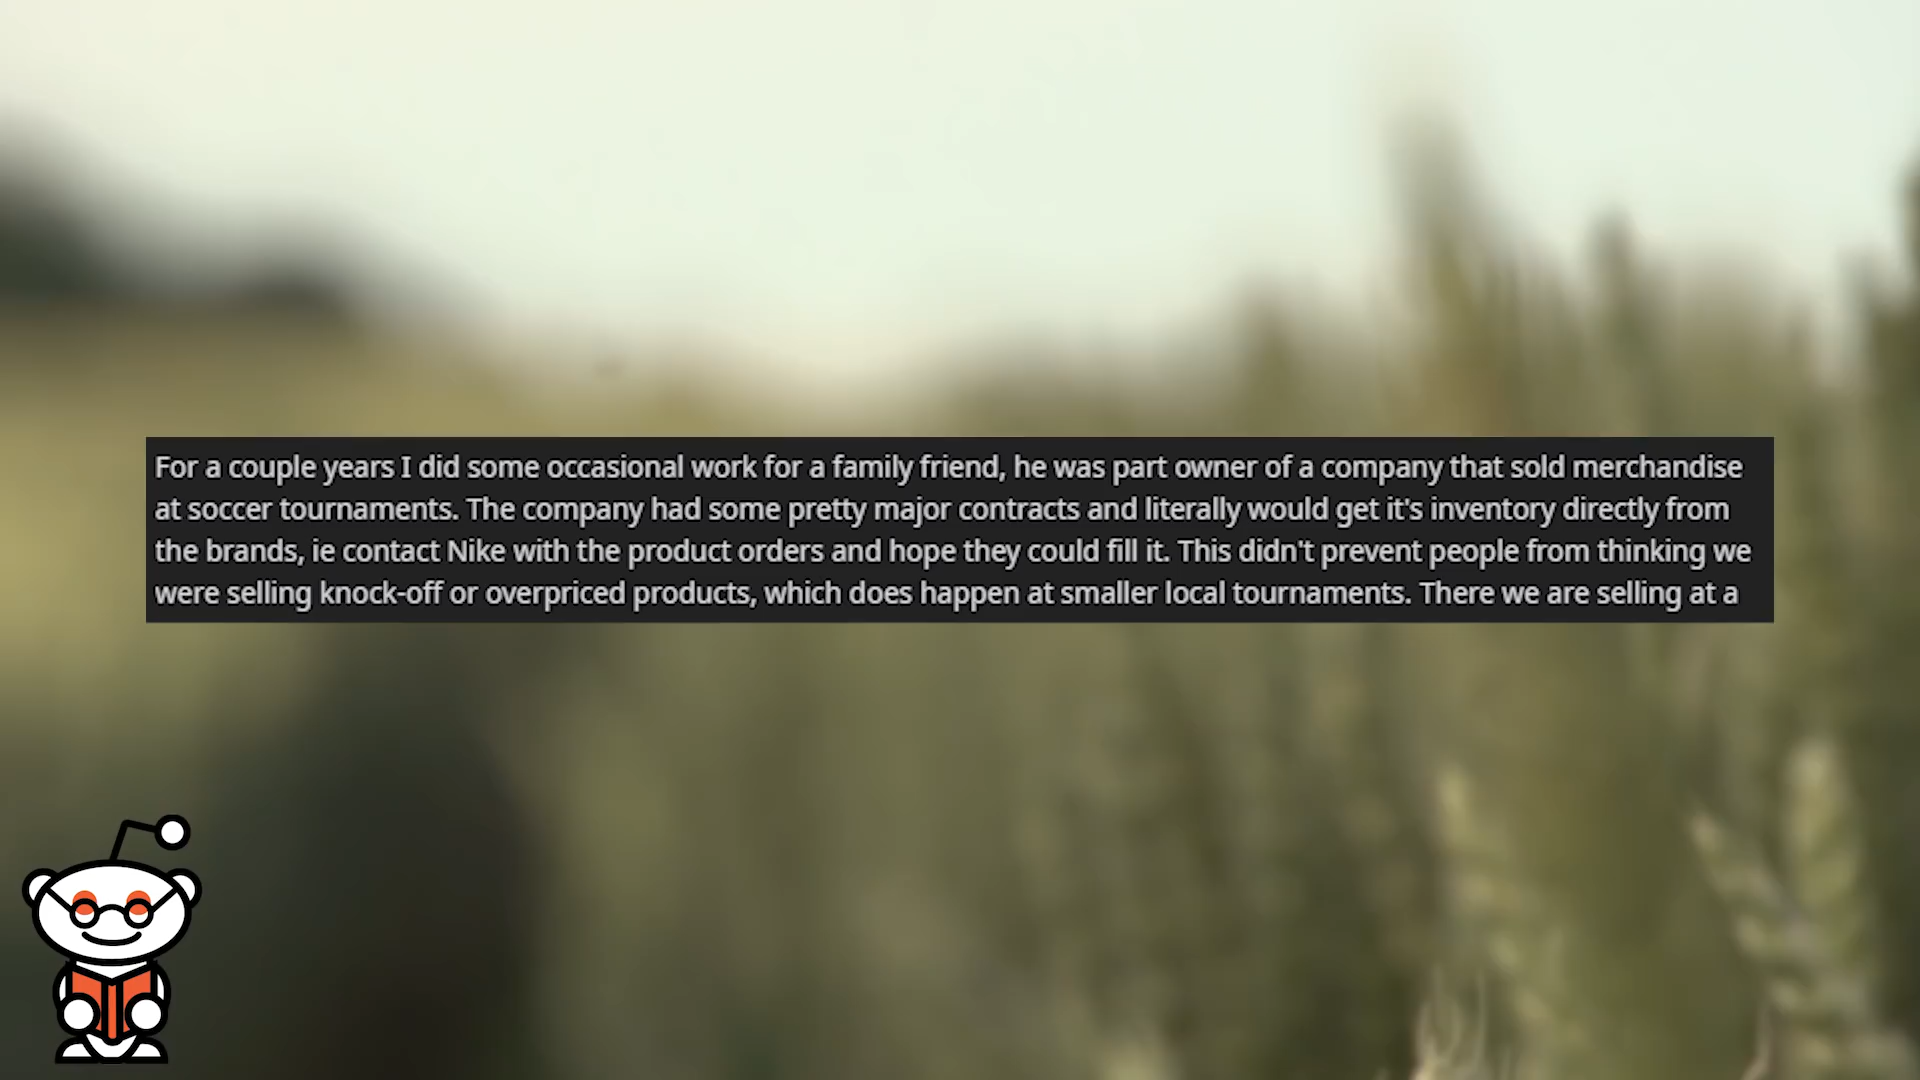 For a couple years I did some occasional work for a family friend, he was part owner of a company that sold merchandise
at soccer tournaments. The company had some pretty major contracts and literally would get it's inventory directly from
the brands, ie contact Nike with the product orders and hope they could fill it. This didn't prevent people from thinking we
were selling knock-off or overpriced products, which does happen at smaller local tournaments. There we are selling at a